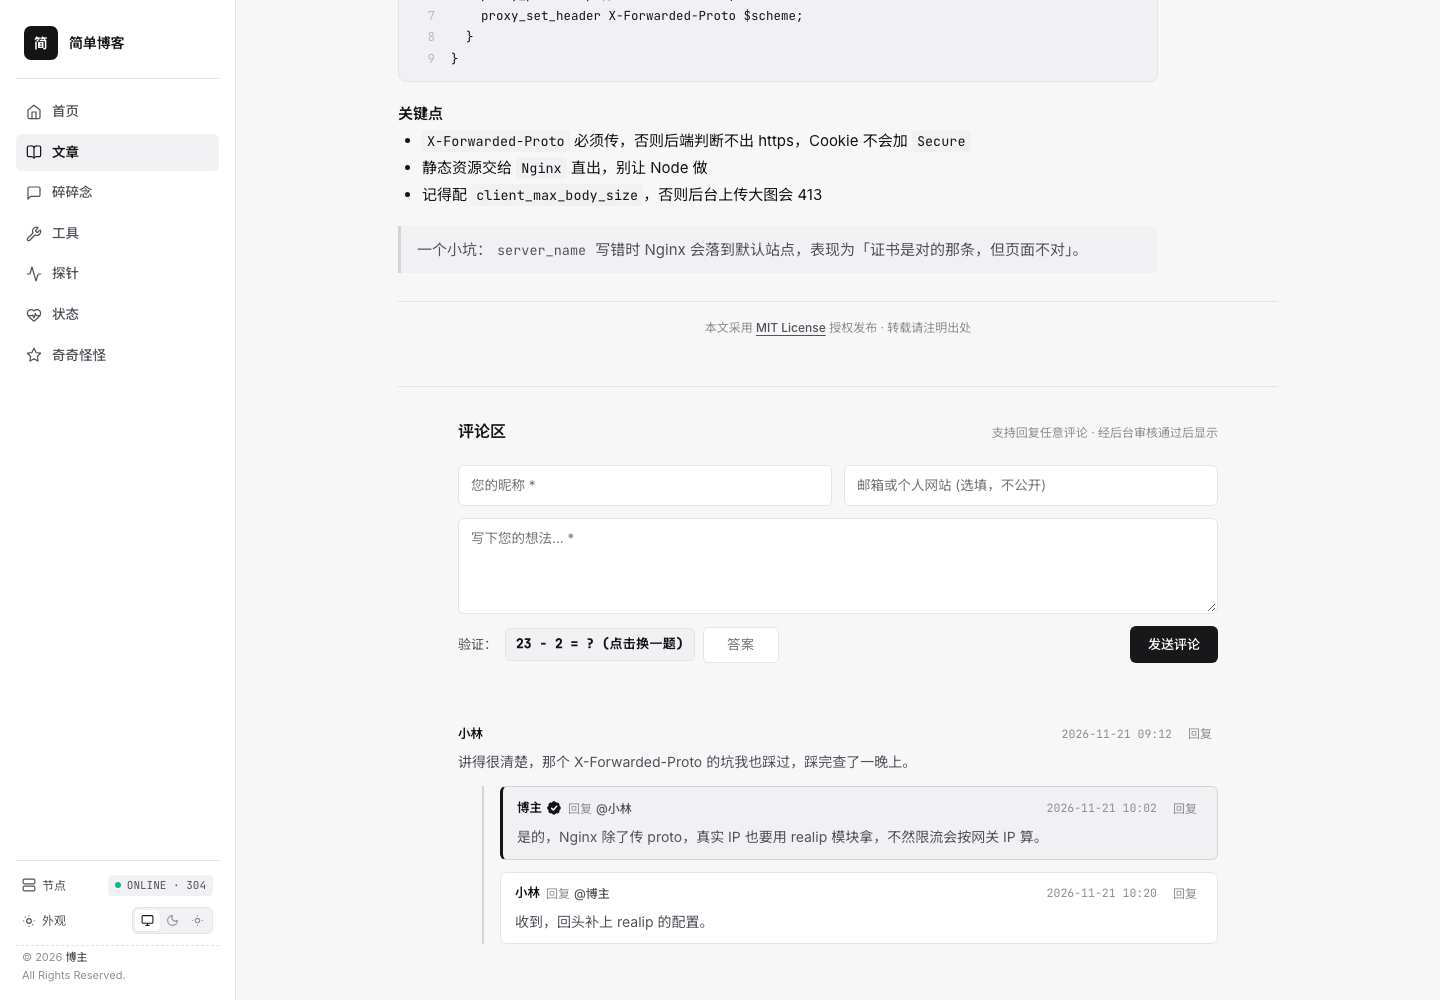 简 简单博客
首页
文章
碎碎念
工具
探针
状态
奇奇怪怪
节点 ONLINE · 304
外观
© 2026 博主
All Rights Reserved.
7 proxy_set_header X-Forwarded-Proto $scheme;
8 }
9 }
关键点
• X-Forwarded-Proto 必须传，否则后端判断不出 https，Cookie 不会加 Secure
• 静态资源交给 Nginx 直出，别让 Node 做
• 记得配 client_max_body_size，否则后台上传大图会 413
一个小坑： server_name 写错时 Nginx 会落到默认站点，表现为「证书是对的那条，但页面不对」。
本文采用 MIT License 授权发布 · 转载请注明出处
评论区 支持回复任意评论 · 经后台审核通过后显示
您的昵称 * 邮箱或个人网站 (选填，不公开)
写下您的想法... *
验证： 23 - 2 = ? (点击换一题) 答案 发送评论
小林 2026-11-21 09:12 回复
讲得很清楚，那个 X-Forwarded-Proto 的坑我也踩过，踩完查了一晚上。
博主 回复 @小林 2026-11-21 10:02 回复
是的，Nginx 除了传 proto，真实 IP 也要用 realip 模块拿，不然限流会按网关 IP 算。
小林 回复 @博主 2026-11-21 10:20 回复
收到，回头补上 realip 的配置。